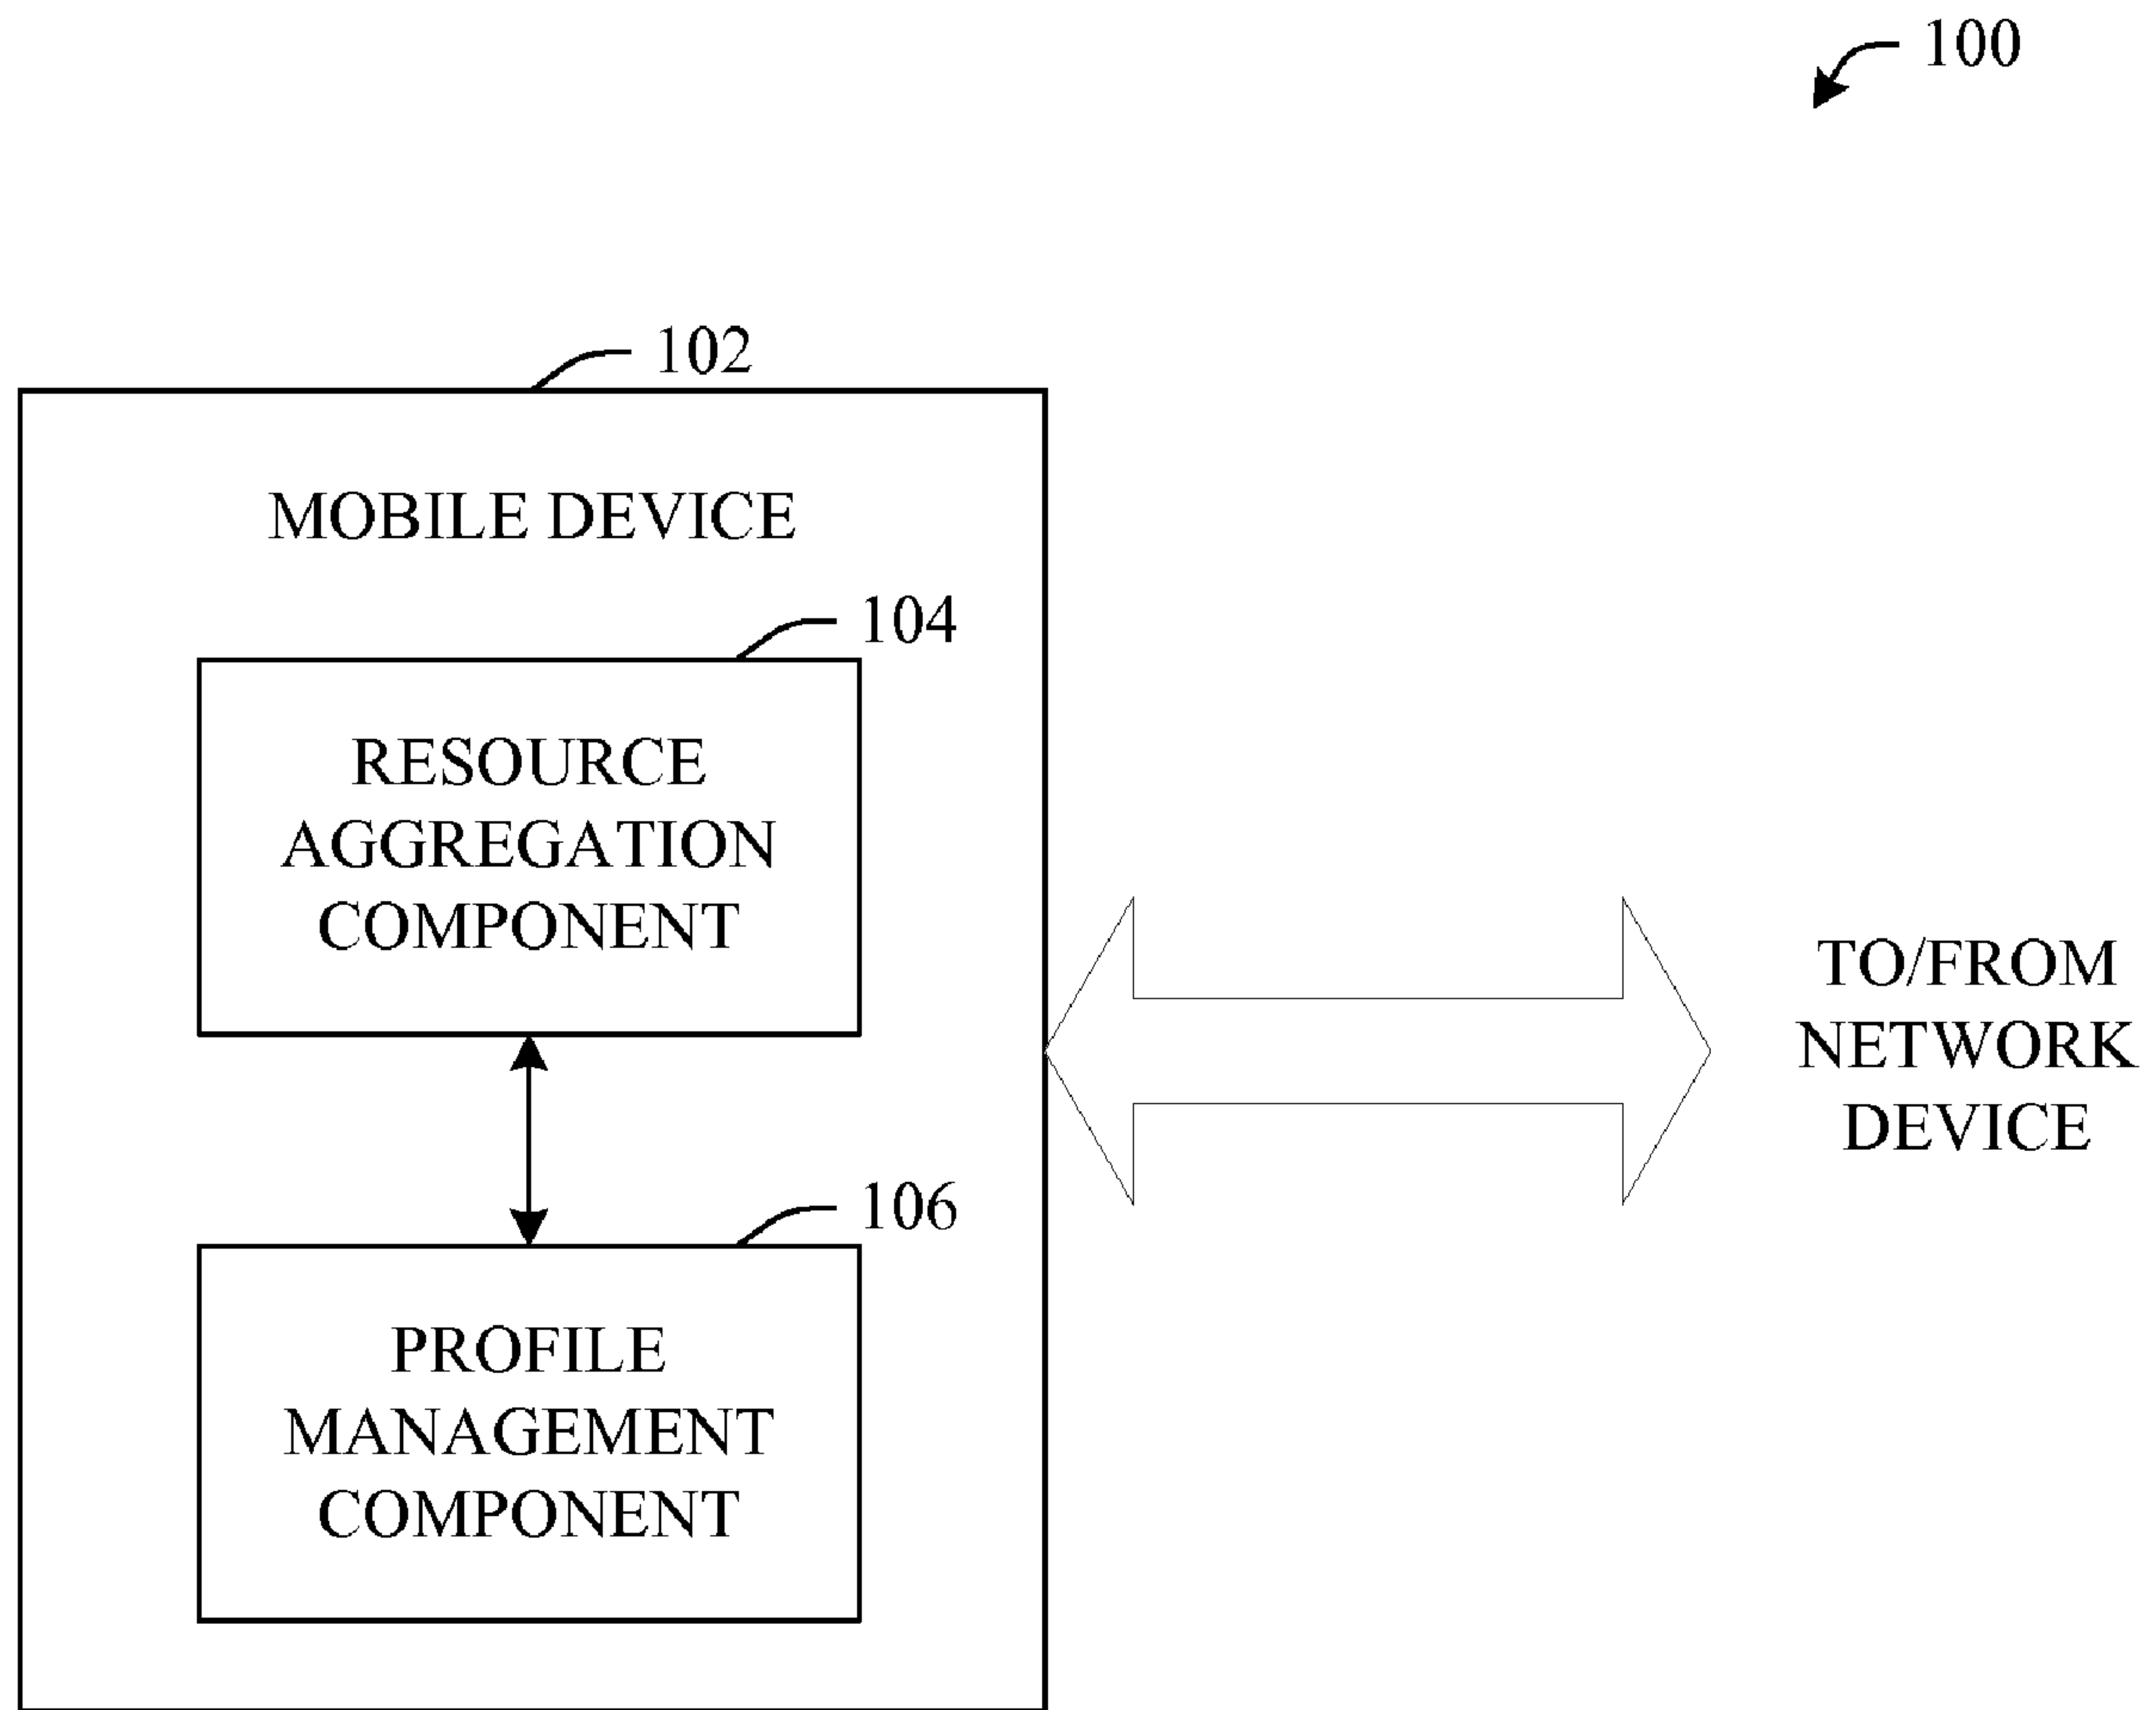 100
102
MOBILE DEVICE
104
RESOURCE
AGGREGATION
COMPONENT
TO/FROM
NETWORK
DEVICE
106
PROFILE
MANAGEMENT
COMPONENT